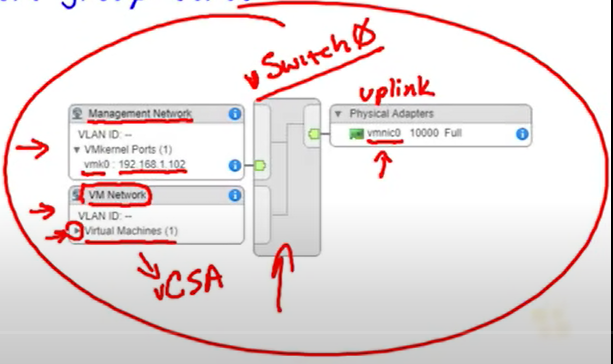 vSwitch0
uplink
Management Network
VLAN ID: --
VMkernel Ports (1)
vmk0 : 192.168.1.102
VM Network
VLAN ID: --
Virtual Machines (1)
Physical Adapters
vmnic0 10000 Full
vCSA